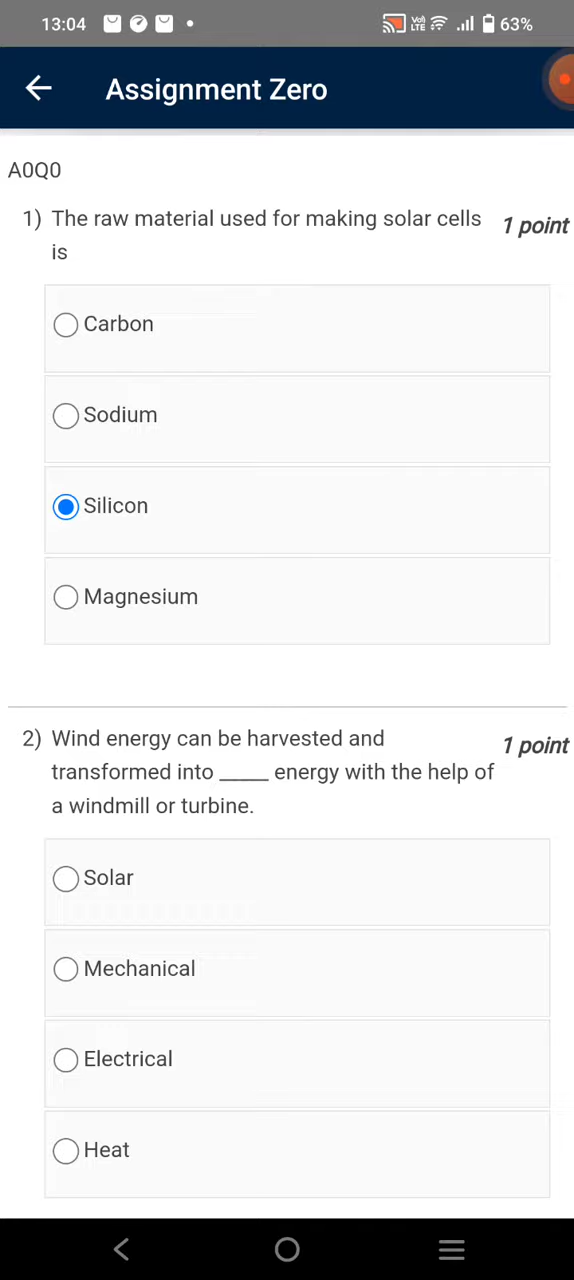 13:04 Vo) LTE 63%
Assignment Zero
A0Q0
1) The raw material used for making solar cells 1 point
is
Carbon
Sodium
Silicon
Magnesium
2) Wind energy can be harvested and 1 point
transformed into _____ energy with the help of
a windmill or turbine.
Solar
Mechanical
Electrical
Heat